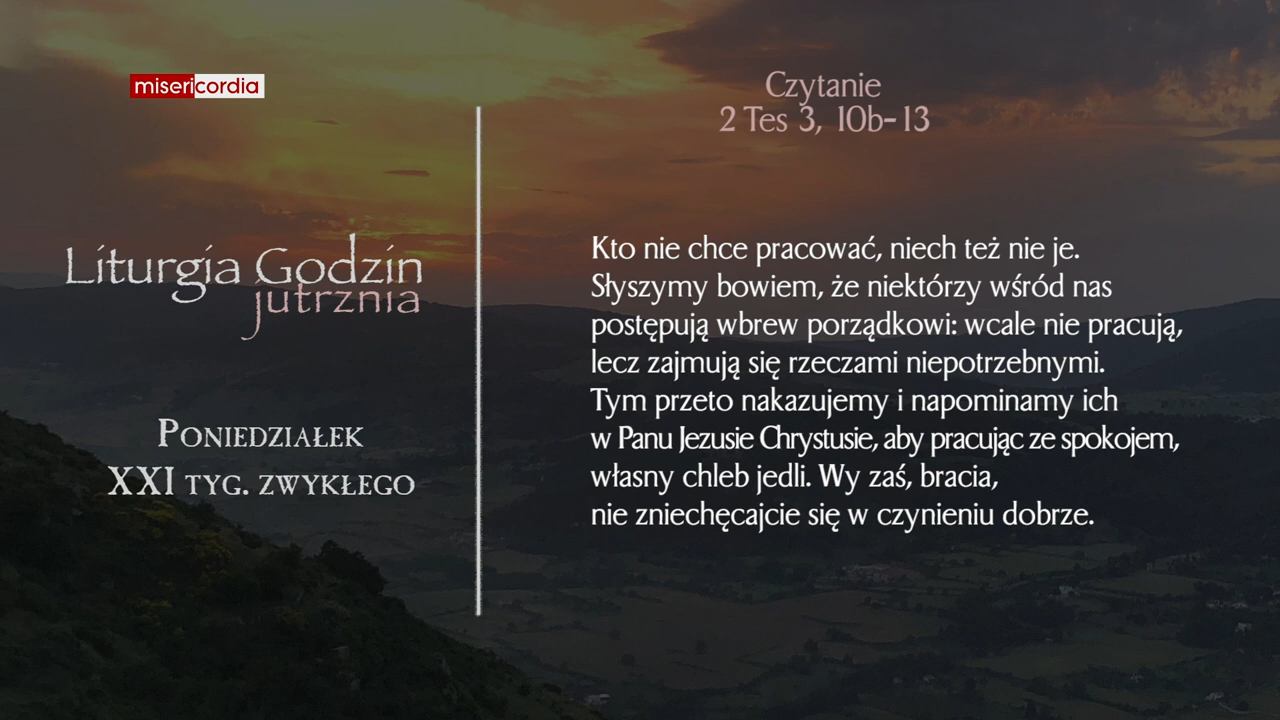 misericordia
Liturgia Godzin
jutrznia
Poniedziałek
XXI tyg. zwykłego
Czytanie
2 Tes 3, 10b-13
Kto nie chce pracować, niech też nie je.
Słyszymy bowiem, że niektórzy wśród nas
postępują wbrew porządkowi: wcale nie pracują,
lecz zajmują się rzeczami niepotrzebnymi.
Tym przeto nakazujemy i napominamy ich
w Panu Jezusie Chrystusie, aby pracując ze spokojem,
własny chleb jedli. Wy zaś, bracia,
nie zniechęcajcie się w czynieniu dobrze.